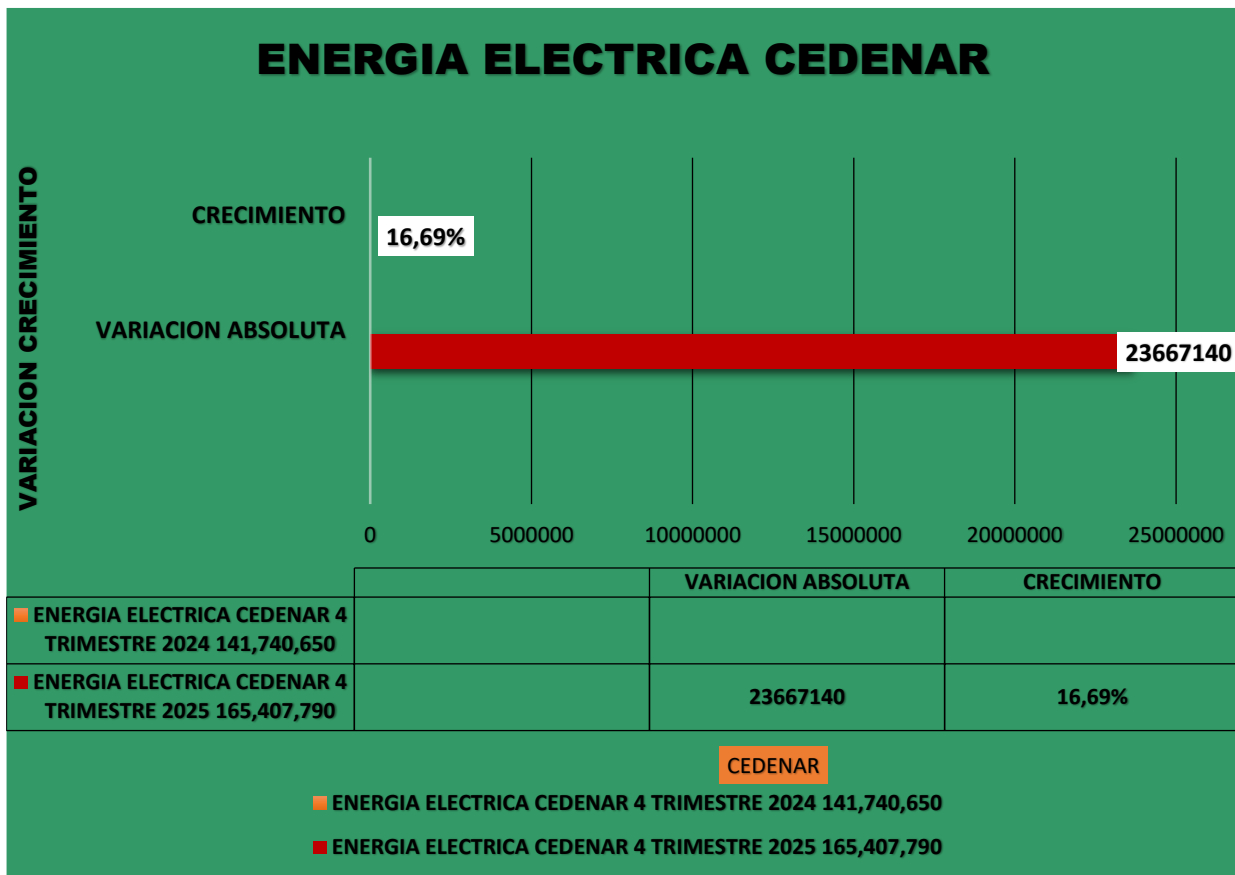 ENERGIA ELECTRICA CEDENAR
VARIACION CRECIMIENTO
CRECIMIENTO
16,69%
VARIACION ABSOLUTA
23667140
0 5000000 10000000 15000000 20000000 25000000
VARIACION ABSOLUTA CRECIMIENTO
ENERGIA ELECTRICA CEDENAR 4
TRIMESTRE 2024 141,740,650
ENERGIA ELECTRICA CEDENAR 4
TRIMESTRE 2025 165,407,790
23667140 16,69%
CEDENAR
ENERGIA ELECTRICA CEDENAR 4 TRIMESTRE 2024 141,740,650
ENERGIA ELECTRICA CEDENAR 4 TRIMESTRE 2025 165,407,790